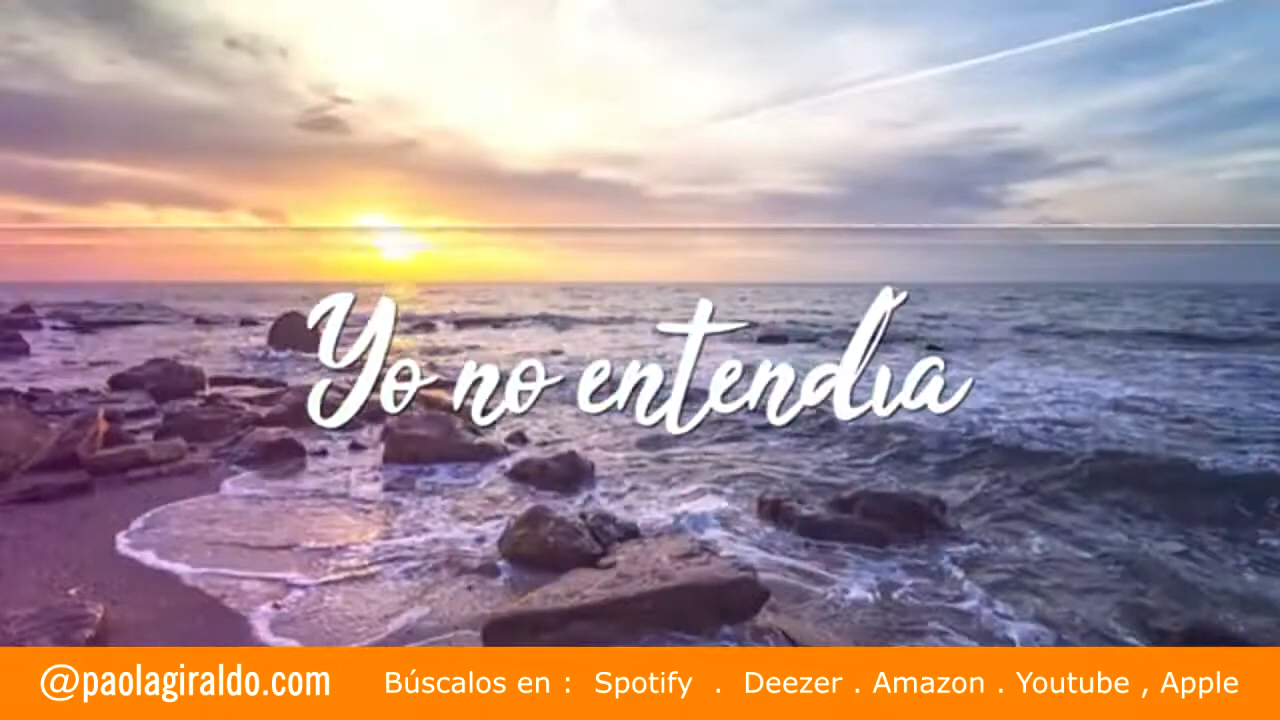 Yo no entendía
@paolagiraldo.com
Búscalos en : Spotify . Deezer . Amazon . Youtube , Apple